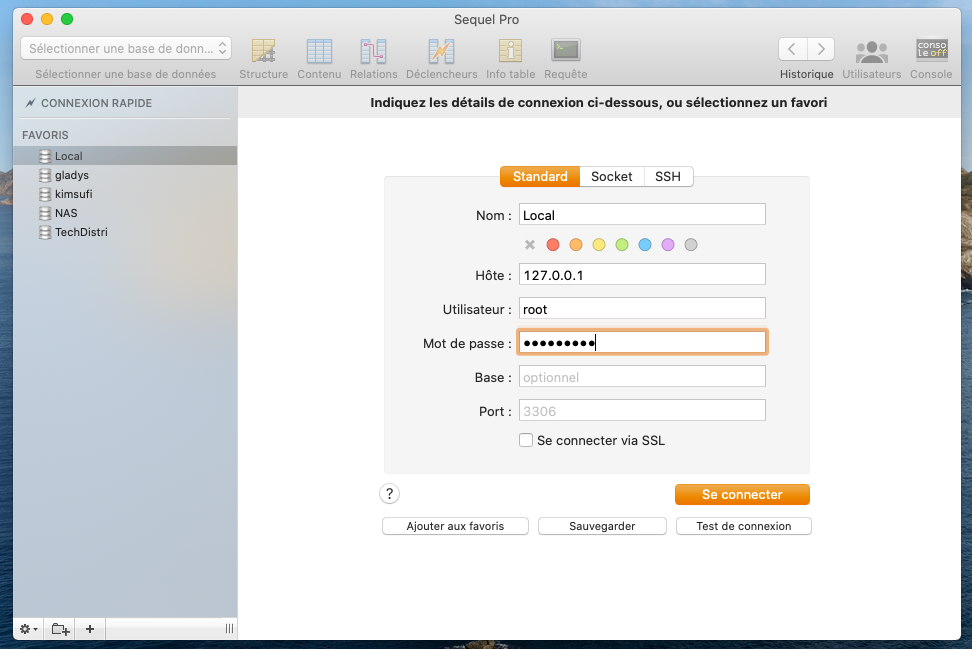 Sequel Pro
Sélectionner une base de donn...
Sélectionner une base de données
Structure
Contenu
Relations
Déclencheurs
Info table
Requête
Historique
Utilisateurs
conso
le off
Console
CONNEXION RAPIDE
Indiquez les détails de connexion ci-dessous, ou sélectionnez un favori
FAVORIS
Local
gladys
kimsufi
NAS
TechDistri
Standard
Socket
SSH
Nom : Local
Hôte : 127.0.0.1
Utilisateur : root
Mot de passe : ●●●●●●●●●
Base : optionnel
Port : 3306
Se connecter via SSL
?
Se connecter
Ajouter aux favoris
Sauvegarder
Test de connexion